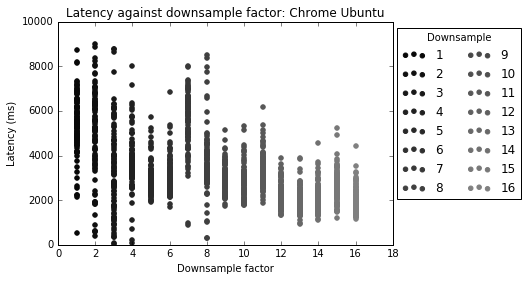 Latency against downsample factor: Chrome Ubuntu
10000
8000
6000
4000
2000
0
Latency (ms)
0 2 4 6 8 10 12 14 16 18
Downsample factor
Downsample
1 9
2 10
3 11
4 12
5 13
6 14
7 15
8 16